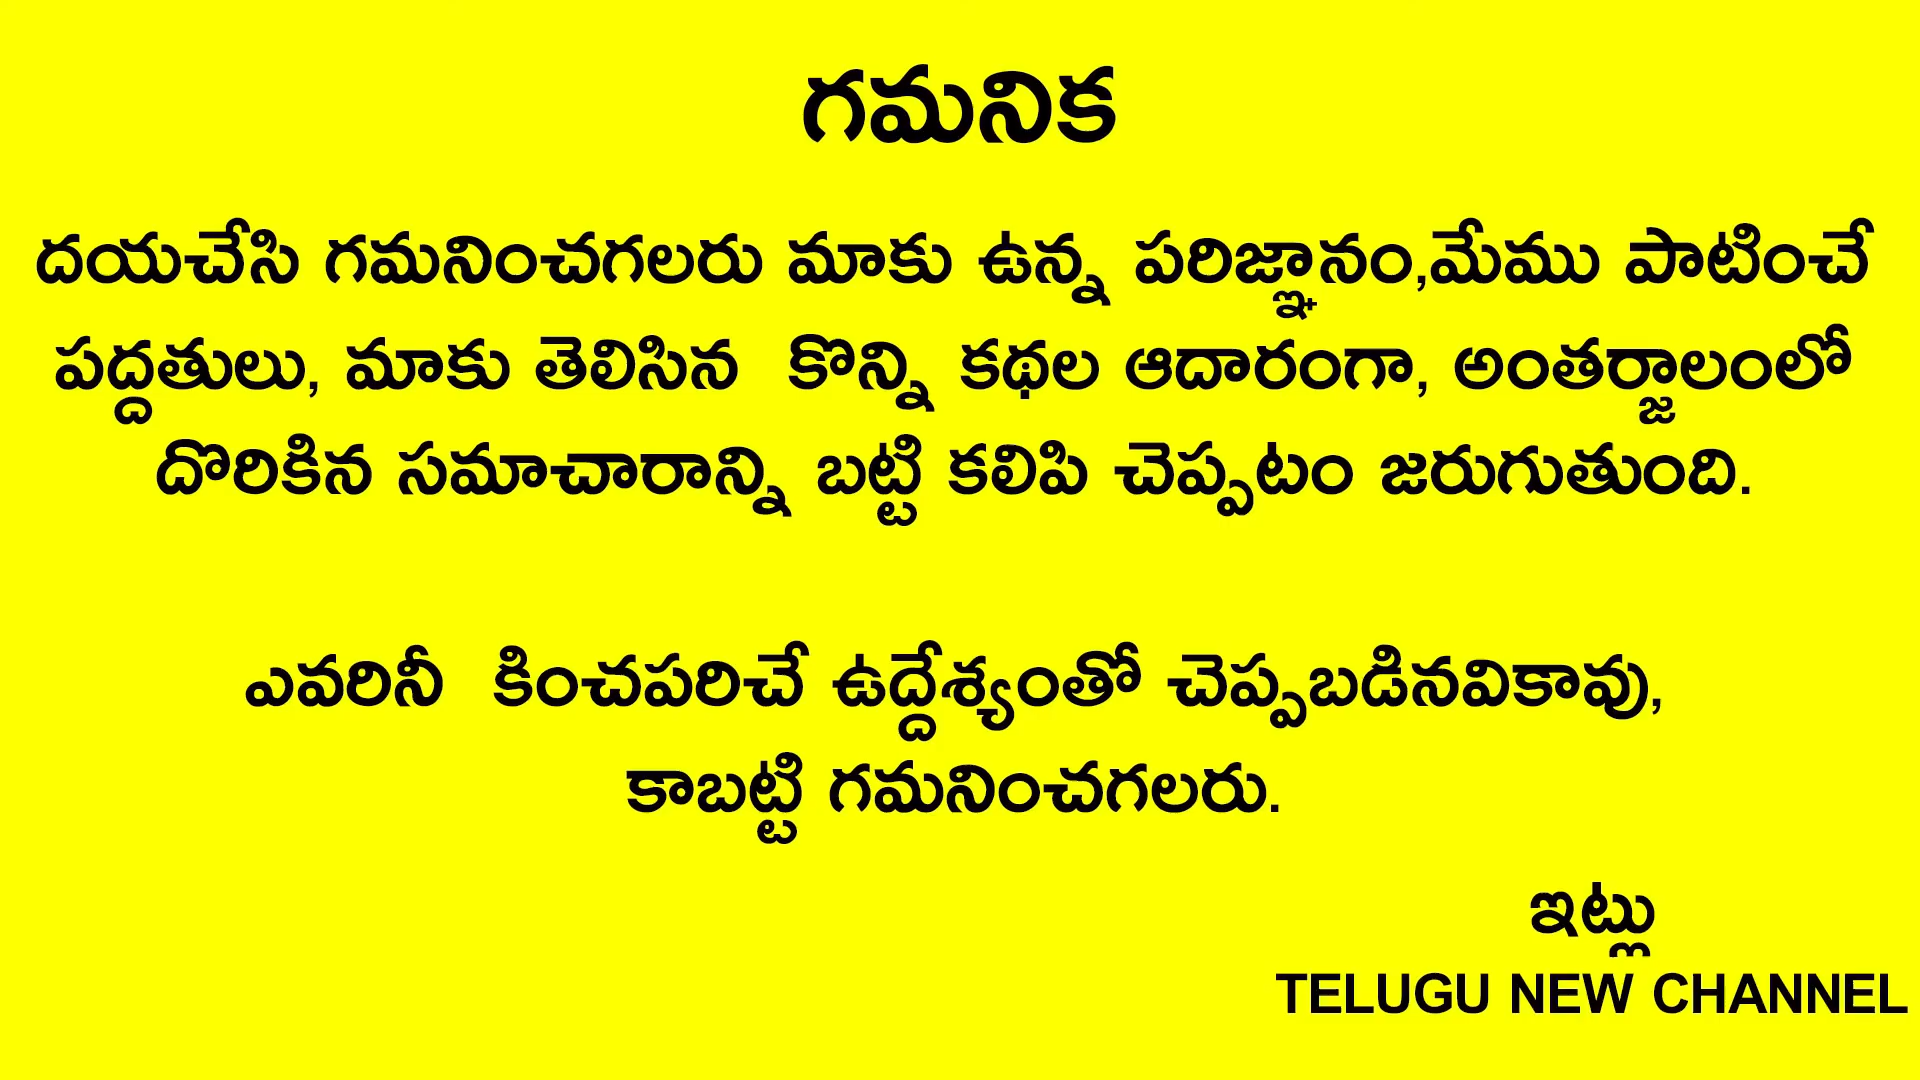 గమనిక
దయచేసి గమనించగలరు మాకు ఉన్న పరిజ్ఞానం,మేము పాటించే
పద్దతులు, మాకు తెలిసిన కొన్ని కథల ఆదారంగా, అంతర్జాలంలో
దొరికిన సమాచారాన్ని బట్టి కలిపి చెప్పటం జరుగుతుంది.
ఎవరినీ కించపరిచే ఉద్దేశ్యంతో చెప్పబడినవికావు,
కాబట్టి గమనించగలరు.
ఇట్లు
TELUGU NEW CHANNEL